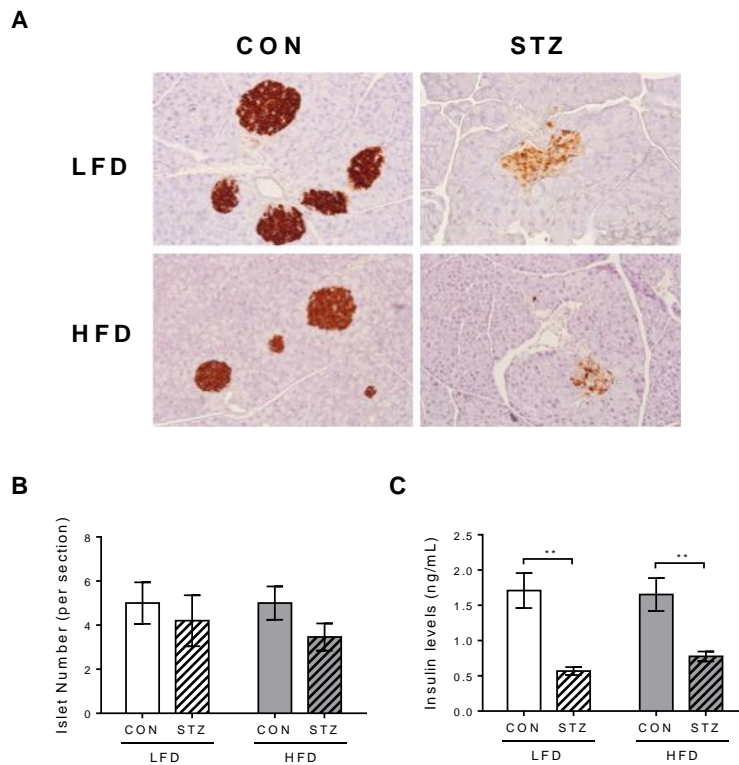 A
CON STZ
LFD
HFD
B
Islet Number (per section)
8
6
4
2
0
CON STZ CON STZ
LFD HFD
C
Insulin levels (ng/mL)
2.5
2.0
1.5
1.0
0.5
0.0
** **
CON STZ CON STZ
LFD HFD